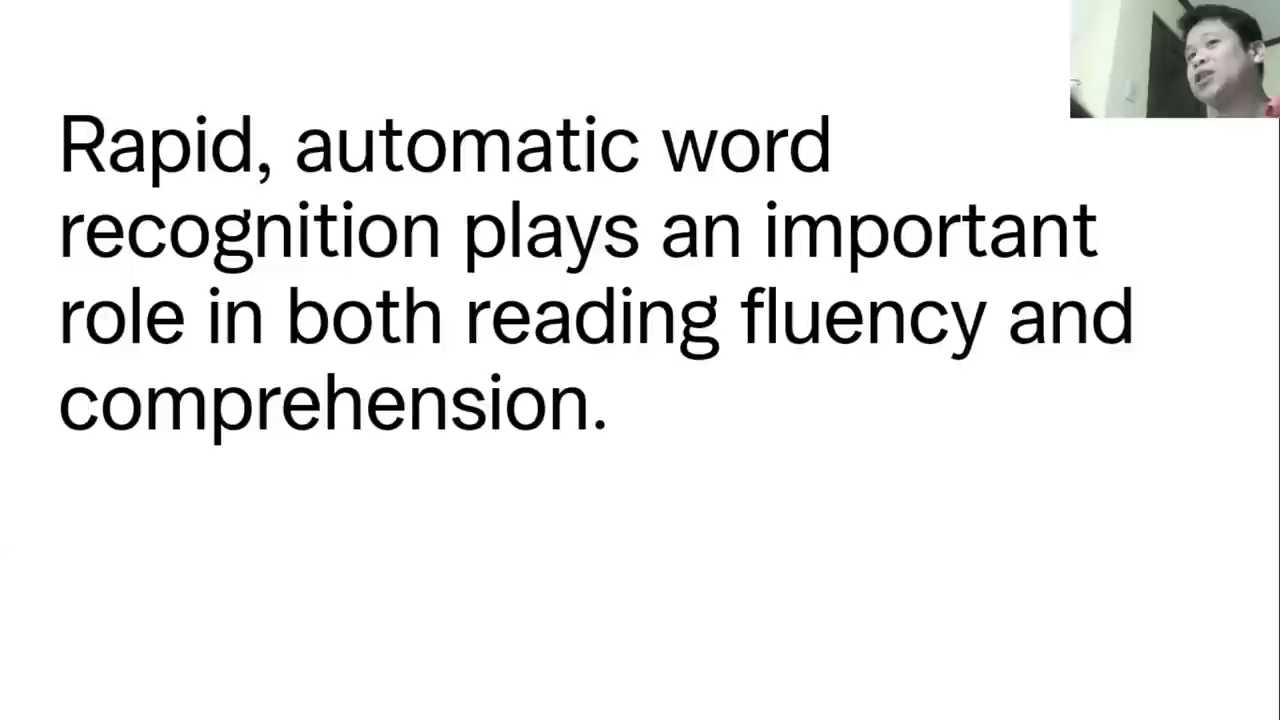 Rapid, automatic word
recognition plays an important
role in both reading fluency and
comprehension.